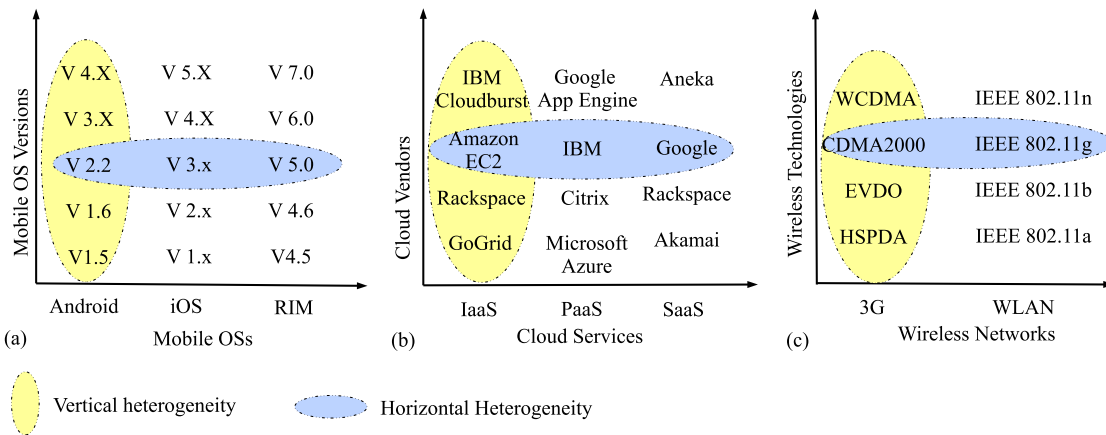 Mobile OS Versions
V 4.X V 5.X V 7.0
V 3.X V 4.X V 6.0
V 2.2 V 3.x V 5.0
V 1.6 V 2.x V 4.6
V1.5 V 1.x V4.5
Android iOS RIM
(a) Mobile OSs
Cloud Vendors
IBM Google Aneka
Cloudburst App Engine
Amazon IBM Google
EC2
Rackspace Citrix Rackspace
GoGrid Microsoft Akamai
Azure
IaaS PaaS SaaS
(b) Cloud Services
Wireless Technologies
WCDMA IEEE 802.11n
CDMA2000 IEEE 802.11g
EVDO IEEE 802.11b
HSPDA IEEE 802.11a
3G WLAN
(c) Wireless Networks
Vertical heterogeneity
Horizontal Heterogeneity